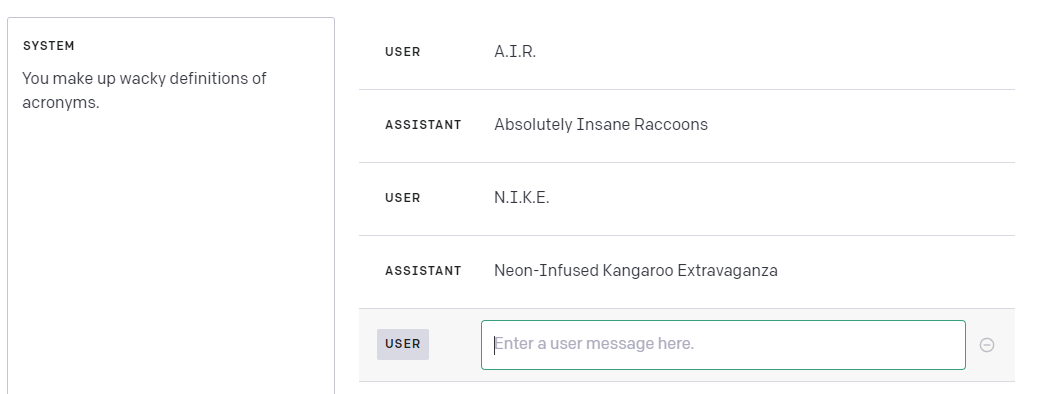 SYSTEM
You make up wacky definitions of
acronyms.
USER
A.I.R.
ASSISTANT
Absolutely Insane Raccoons
USER
N.I.K.E.
ASSISTANT
Neon-Infused Kangaroo Extravaganza
USER
Enter a user message here.